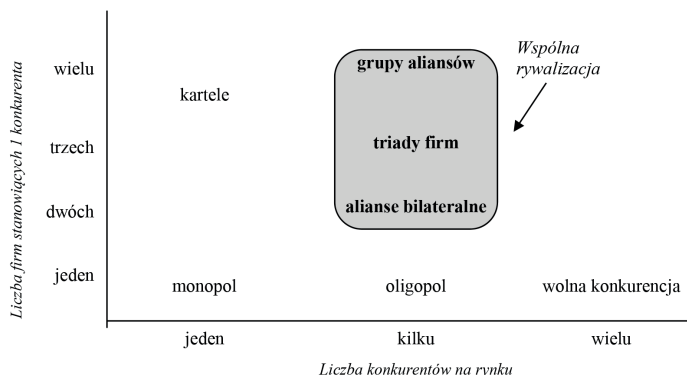 Liczba firm stanowiących 1 konkurenta
wielu
trzech
dwóch
jeden
kartele
grupy aliansów
triady firm
alianse bilateralne
Wspólna
rywalizacja
monopol
oligopol
wolna konkurencja
jeden
kilku
wielu
Liczba konkurentów na rynku